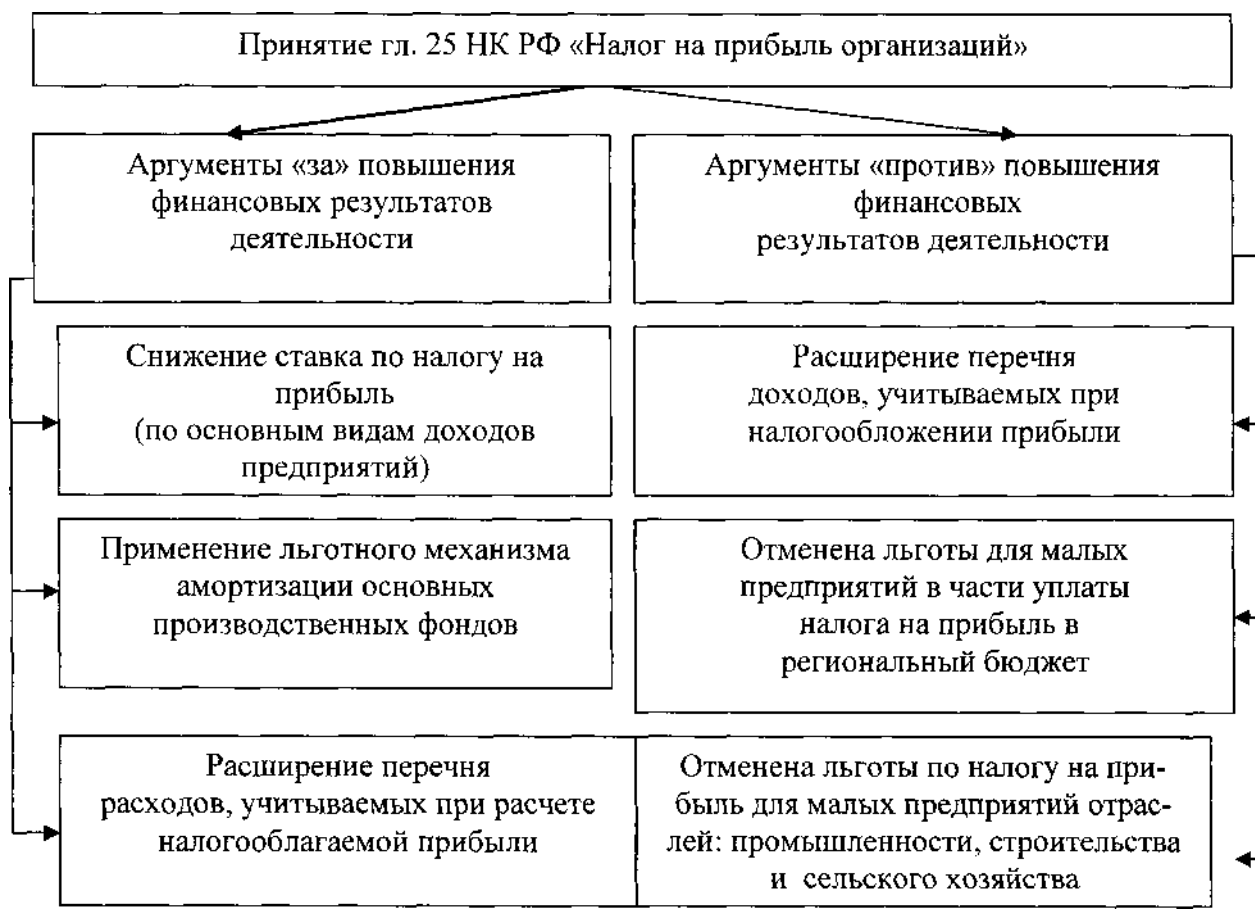 Принятие гл. 25 НК РФ «Налог на прибыль организаций»
Аргументы «за» повышения
финансовых результатов
деятельности
Аргументы «против» повышения
финансовых
результатов деятельности
Снижение ставка по налогу на
прибыль
(по основным видам доходов
предприятий)
Расширение перечня
доходов, учитываемых при
налогообложении прибыли
Применение льготного механизма
амортизации основных
производственных фондов
Отменена льготы для малых
предприятий в части уплаты
налога на прибыль в
региональный бюджет
Расширение перечня
расходов, учитываемых при расчете
налогооблагаемой прибыли
Отменена льготы по налогу на при-
быль для малых предприятий отрас-
лей: промышленности, строительства
и сельского хозяйства